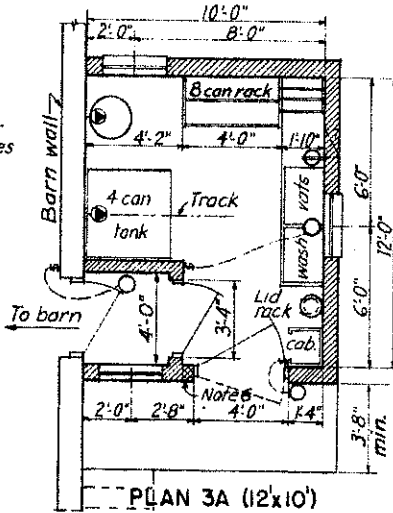 10'-0"
2'-0" 8'-0"
es
Barn wall
8 can rack
4'-2" 4'-0" 1'-10"
4 can
tank
Track
wash vats
6'-0"
12'-0"
6'-0"
To barn
4'-0"
3'-4"
Lid
rack
cab.
Note 6
2'-0" 2'-8" 4'-0" 1'-4"
3'-8"
min.
PLAN 3A (12'x10')